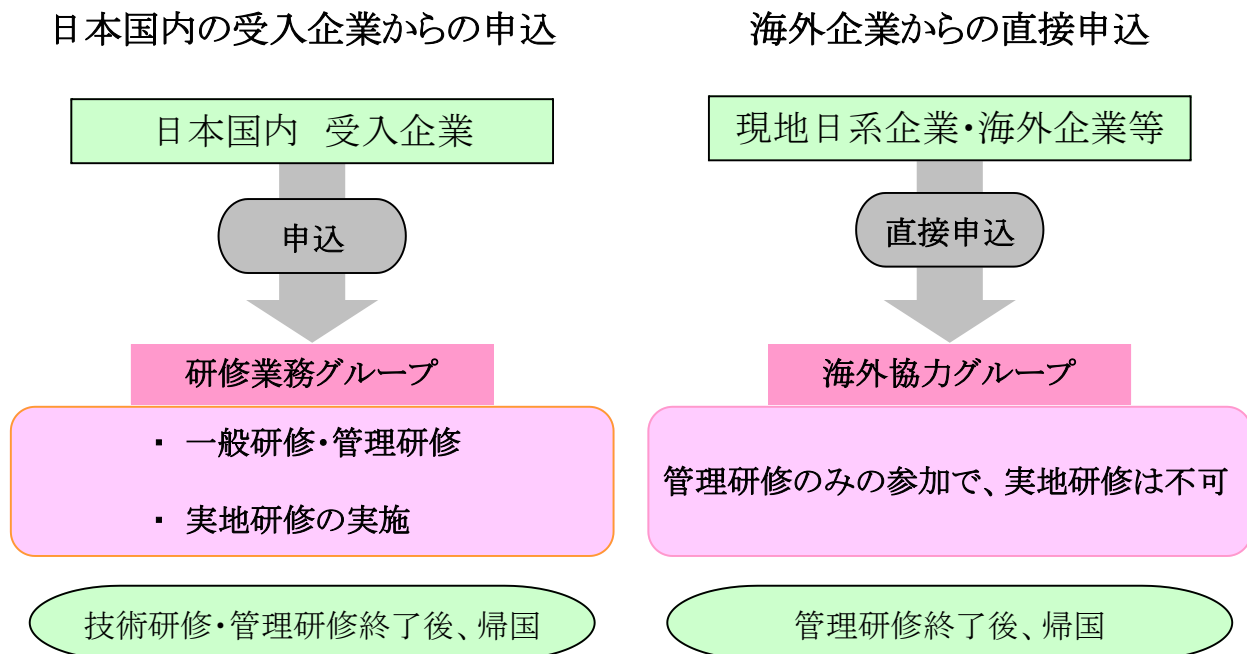 日本国内の受入企業からの申込
日本国内　受入企業
申込
研修業務グループ
・ 一般研修・管理研修
・ 実地研修の実施
技術研修・管理研修終了後、帰国
海外企業からの直接申込
現地日系企業・海外企業等
直接申込
海外協力グループ
管理研修のみの参加で、実地研修は不可
管理研修終了後、帰国